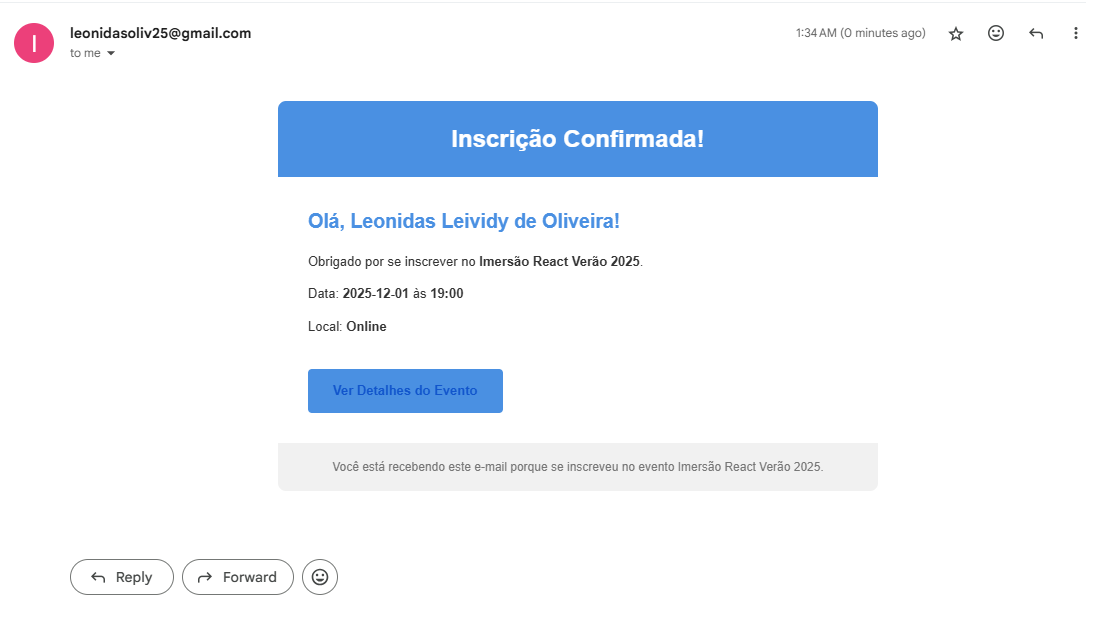 leonidasoliv25@gmail.com
1:34 AM (0 minutes ago)
to me
I
Inscrição Confirmada!
Olá, Leonidas Leividy de Oliveira!
Obrigado por se inscrever no Imersão React Verão 2025.
Data: 2025-12-01 às 19:00
Local: Online
Ver Detalhes do Evento
Você está recebendo este e-mail porque se inscreveu no evento Imersão React Verão 2025.
Reply
Forward